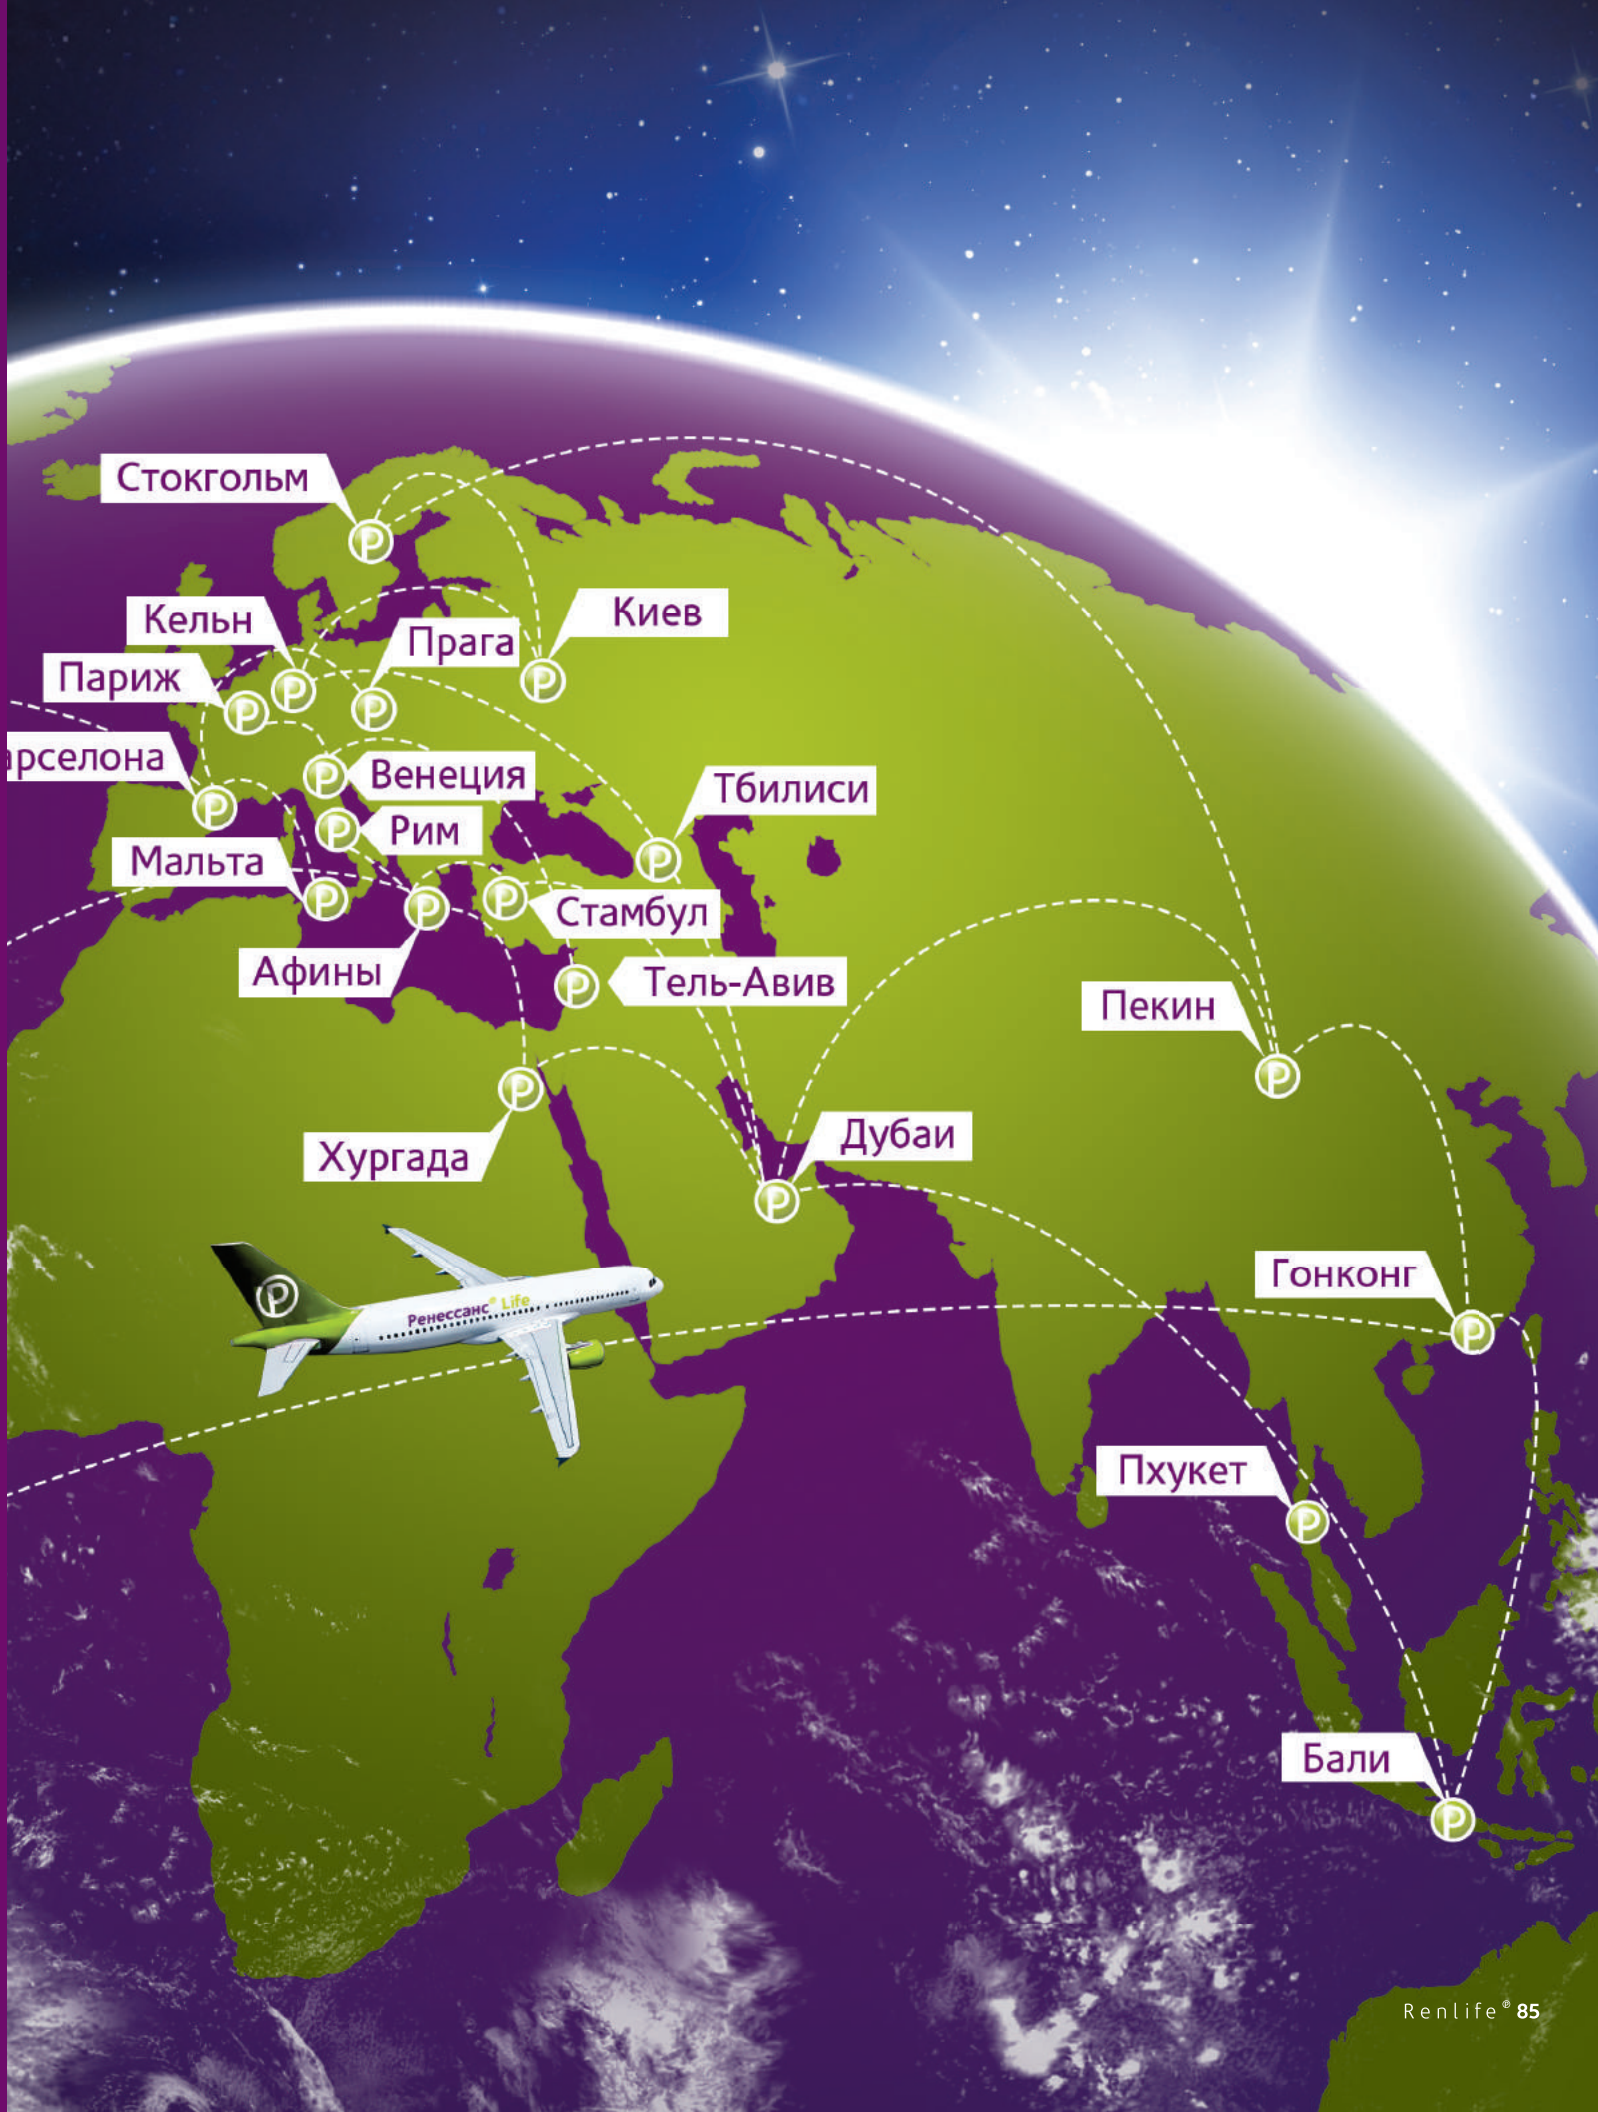 Стокгольм
Кельн
Киев
Прага
Париж
арселона
Венеция
Тбилиси
Рим
Мальта
Стамбул
Афины
Тель-Авив
Пекин
Хургада
Дубаи
Гонконг
Ренессанс Life
Пхукет
Бали
Renlife℗ 85